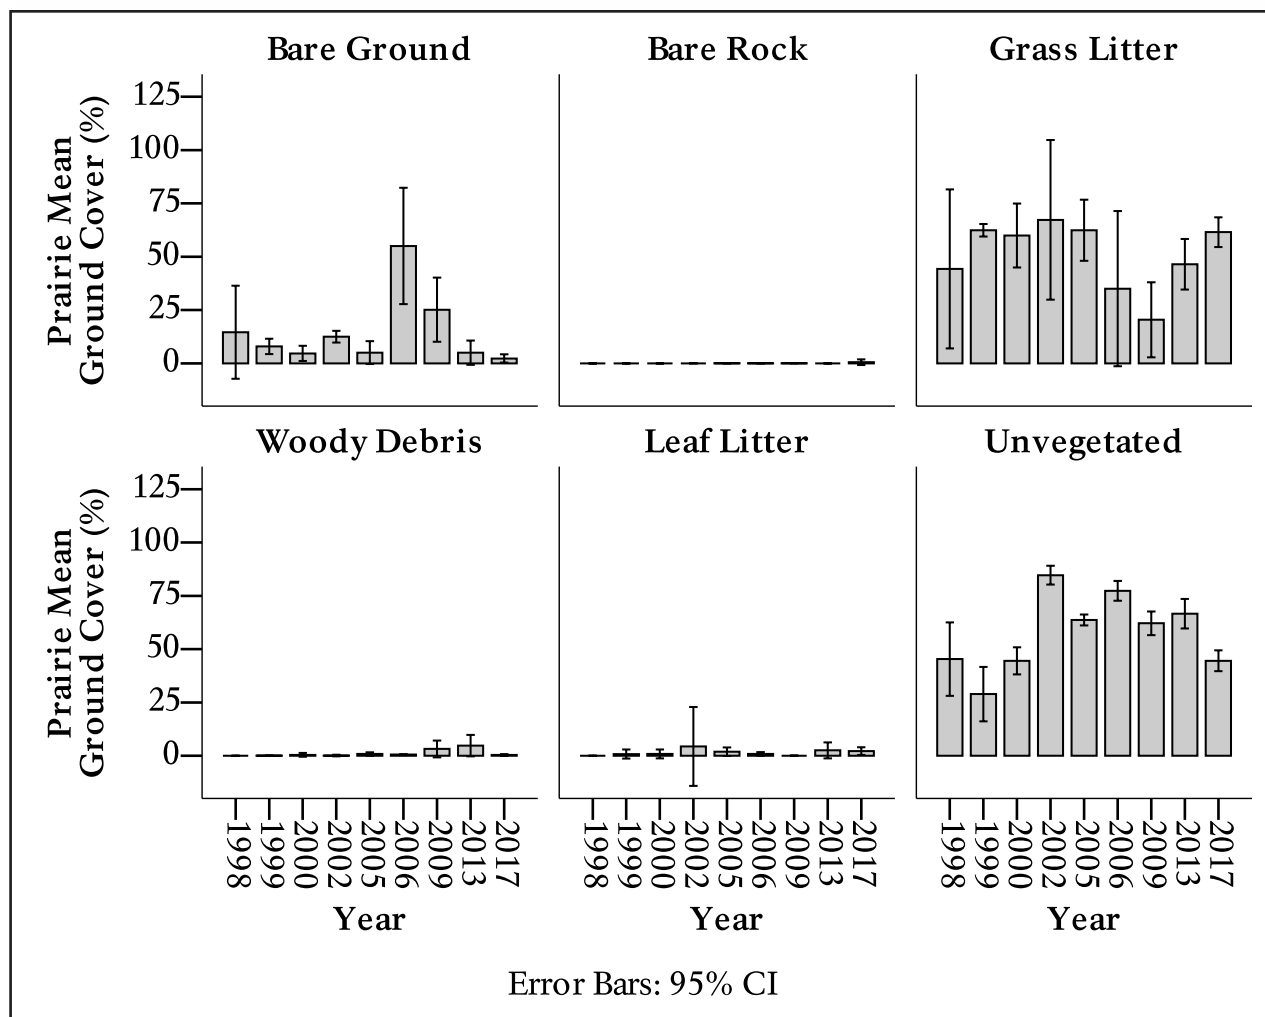 Bare Ground
Bare Rock
Grass Litter
Prairie Mean
Ground Cover (%)
125
100
75
50
25
0
Woody Debris
Leaf Litter
Unvegetated
Prairie Mean
Ground Cover (%)
125
100
75
50
25
0
1998
1999
2000
2002
2005
2006
2009
2013
2017
1998
1999
2000
2002
2005
2006
2009
2013
2017
1998
1999
2000
2002
2005
2006
2009
2013
2017
Year
Year
Year
Error Bars: 95% CI